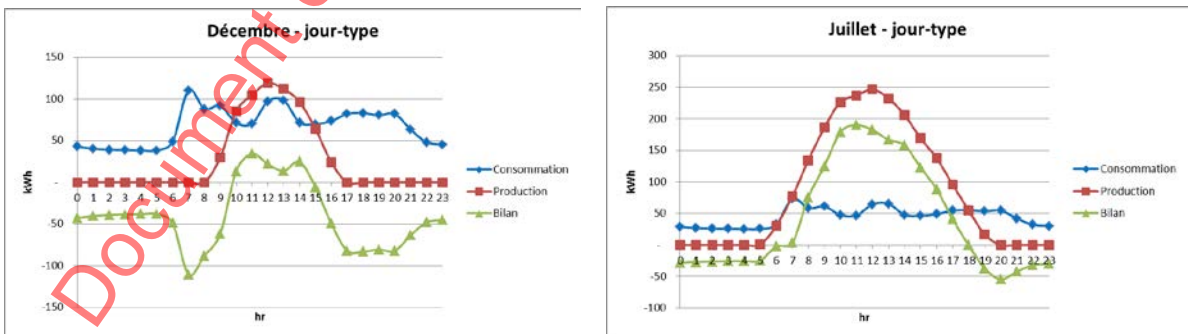 Décembre - jour-type
150
100
50
-
-50
-100
-150
kWh
0 1 2 3 4 5 6 7 8 9 10 11 12 13 14 15 16 17 18 19 20 21 22 23
hr
Consommation
Production
Bilan
Document
Juillet - jour-type
300
250
200
150
100
50
-
-50
-100
kWh
0 1 2 3 4 5 6 7 8 9 10 11 12 13 14 15 16 17 18 19 20 21 22 23
hr
Consommation
Production
Bilan